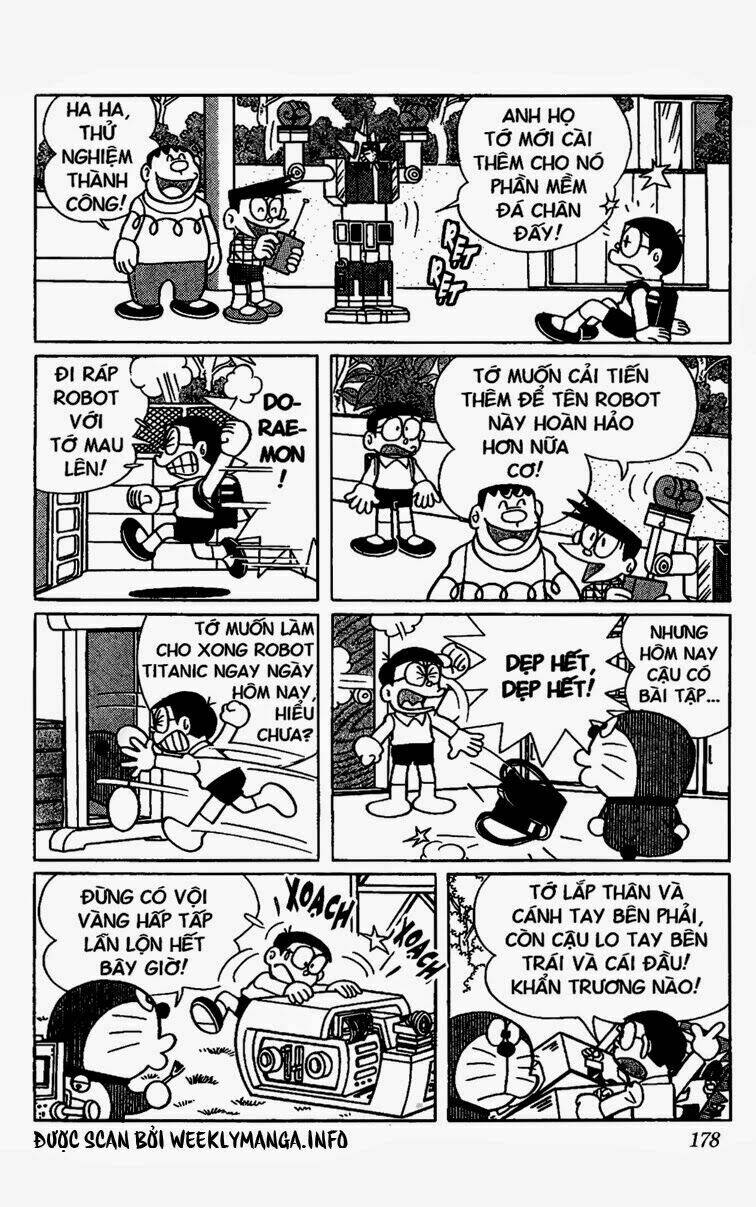 HA HA,
THỬ
NGHIỆM
THÀNH
CÔNG!
ANH HỌ
TỚ MỚI CÀI
THÊM CHO NÓ
PHẦN MỀM
ĐÁ CHÂN
ĐẤY!
RẸT
RẸT
ĐI RÁP
ROBOT
VỚI
TỚ MAU
LÊN!
DO-
RAE-
MON
!
TỚ MUỐN CẢI TIẾN
THÊM ĐỂ TÊN ROBOT
NÀY HOÀN HẢO
HƠN NỮA
CƠ!
TỚ MUỐN LÀM
CHO XONG ROBOT
TITANIC NGAY NGÀY
HÔM NAY,
HIỂU
CHƯA?
DẸP HẾT,
DẸP HẾT!
NHƯNG
HÔM NAY
CẬU CÓ
BÀI TẬP...
ĐỪNG CÓ VỘI
VÀNG HẤP TẤP
LẤN LỘN HẾT
BÂY GIỜ!
XOẠCH
XOẠCH
TỚ LẮP THÂN VÀ
CÁNH TAY BÊN PHẢI,
CÒN CẬU LO TAY BÊN
TRÁI VÀ CÁI ĐẦU!
KHẨN TRƯƠNG NÀO!
ĐƯỢC SCAN BỞI WEEKLYMANGA.INFO
178